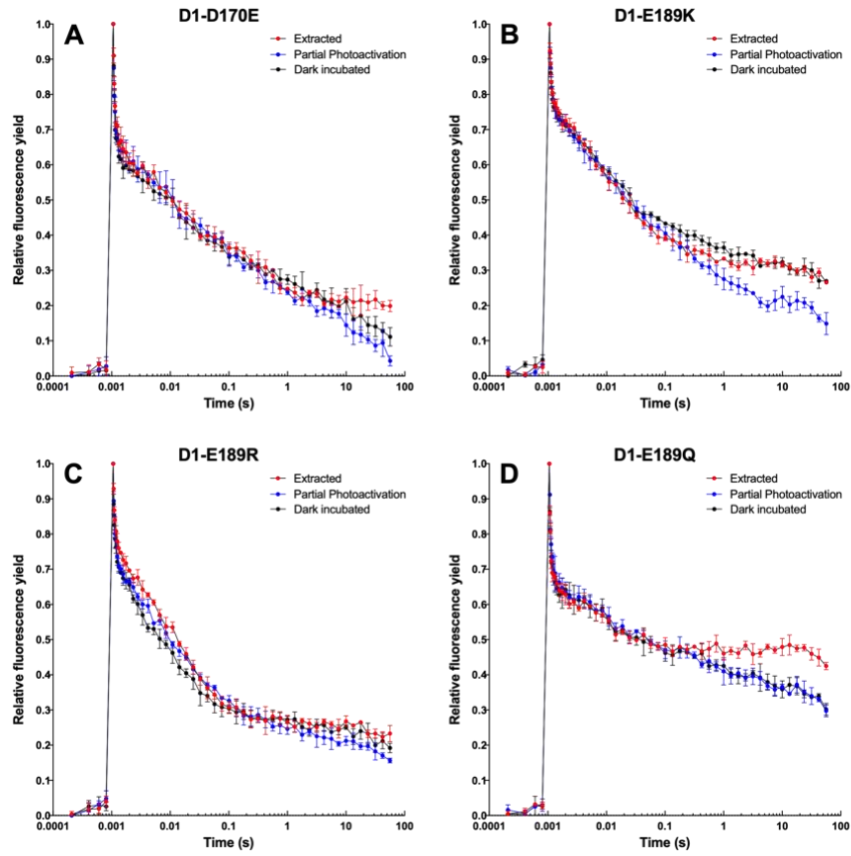 D1-D170E
A
Extracted
Partial Photoactivation
Dark incubated
Relative fluorescence yield
1.0
0.9
0.8
0.7
0.6
0.5
0.4
0.3
0.2
0.1
0.0
0.0001 0.001 0.01 0.1 1 10 100
Time (s)
D1-E189K
B
Extracted
Partial Photoactivation
Dark incubated
Relative fluorescence yield
1.0
0.9
0.8
0.7
0.6
0.5
0.4
0.3
0.2
0.1
0.0
0.0001 0.001 0.01 0.1 1 10 100
Time (s)
D1-E189R
C
Extracted
Partial Photoactivation
Dark incubated
Relative fluorescence yield
1.0
0.9
0.8
0.7
0.6
0.5
0.4
0.3
0.2
0.1
0.0
0.0001 0.001 0.01 0.1 1 10 100
Time (s)
D1-E189Q
D
Extracted
Partial Photoactivation
Dark incubated
Relative fluorescence yield
1.0
0.9
0.8
0.7
0.6
0.5
0.4
0.3
0.2
0.1
0.0
0.0001 0.001 0.01 0.1 1 10 100
Time (s)